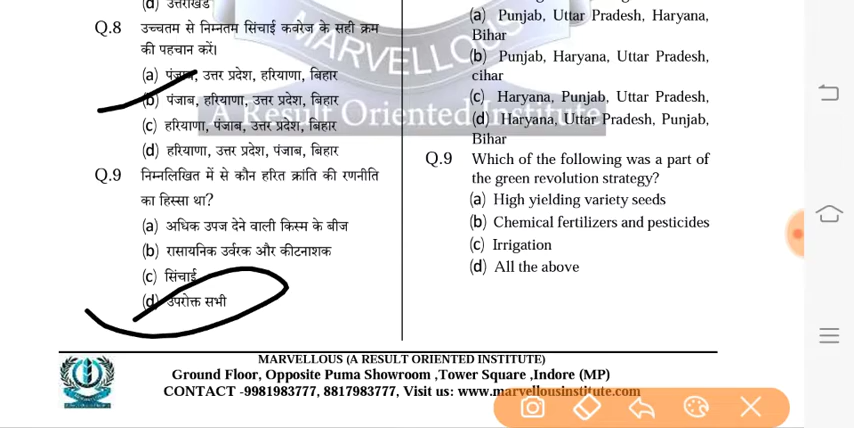 (d) उत्तराखंड
Q.8 उच्चतम से निम्नतम सिंचाई कवरेज के सही क्रम
की पहचान करें।
(a) पंजाब, उत्तर प्रदेश, हरियाणा, बिहार
(b) पंजाब, हरियाणा, उत्तर प्रदेश, बिहार
(c) हरियाणा, पंजाब, उत्तर प्रदेश, बिहार
(d) हरियाणा, उत्तर प्रदेश, पंजाब, बिहार
Q.9 निम्नलिखित में से कौन हरित क्रांति की रणनीति
का हिस्सा था?
(a) अधिक उपज देने वाली किस्म के बीज
(b) रासायनिक उर्वरक और कीटनाशक
(c) सिंचाई
(d) उपरोक्त सभी
(a) Punjab, Uttar Pradesh, Haryana,
Bihar
(b) Punjab, Haryana, Uttar Pradesh,
cihar
(c) Haryana, Punjab, Uttar Pradesh,
(d) Haryana, Uttar Pradesh, Punjab,
Bihar
Q.9 Which of the following was a part of
the green revolution strategy?
(a) High yielding variety seeds
(b) Chemical fertilizers and pesticides
(c) Irrigation
(d) All the above
MARVELLOUS
A Result Oriented Institute
MARVELLOUS (A RESULT ORIENTED INSTITUTE)
Ground Floor, Opposite Puma Showroom ,Tower Square ,Indore (MP)
CONTACT -9981983777, 8817983777, Visit us: www.marvellousinstitute.com